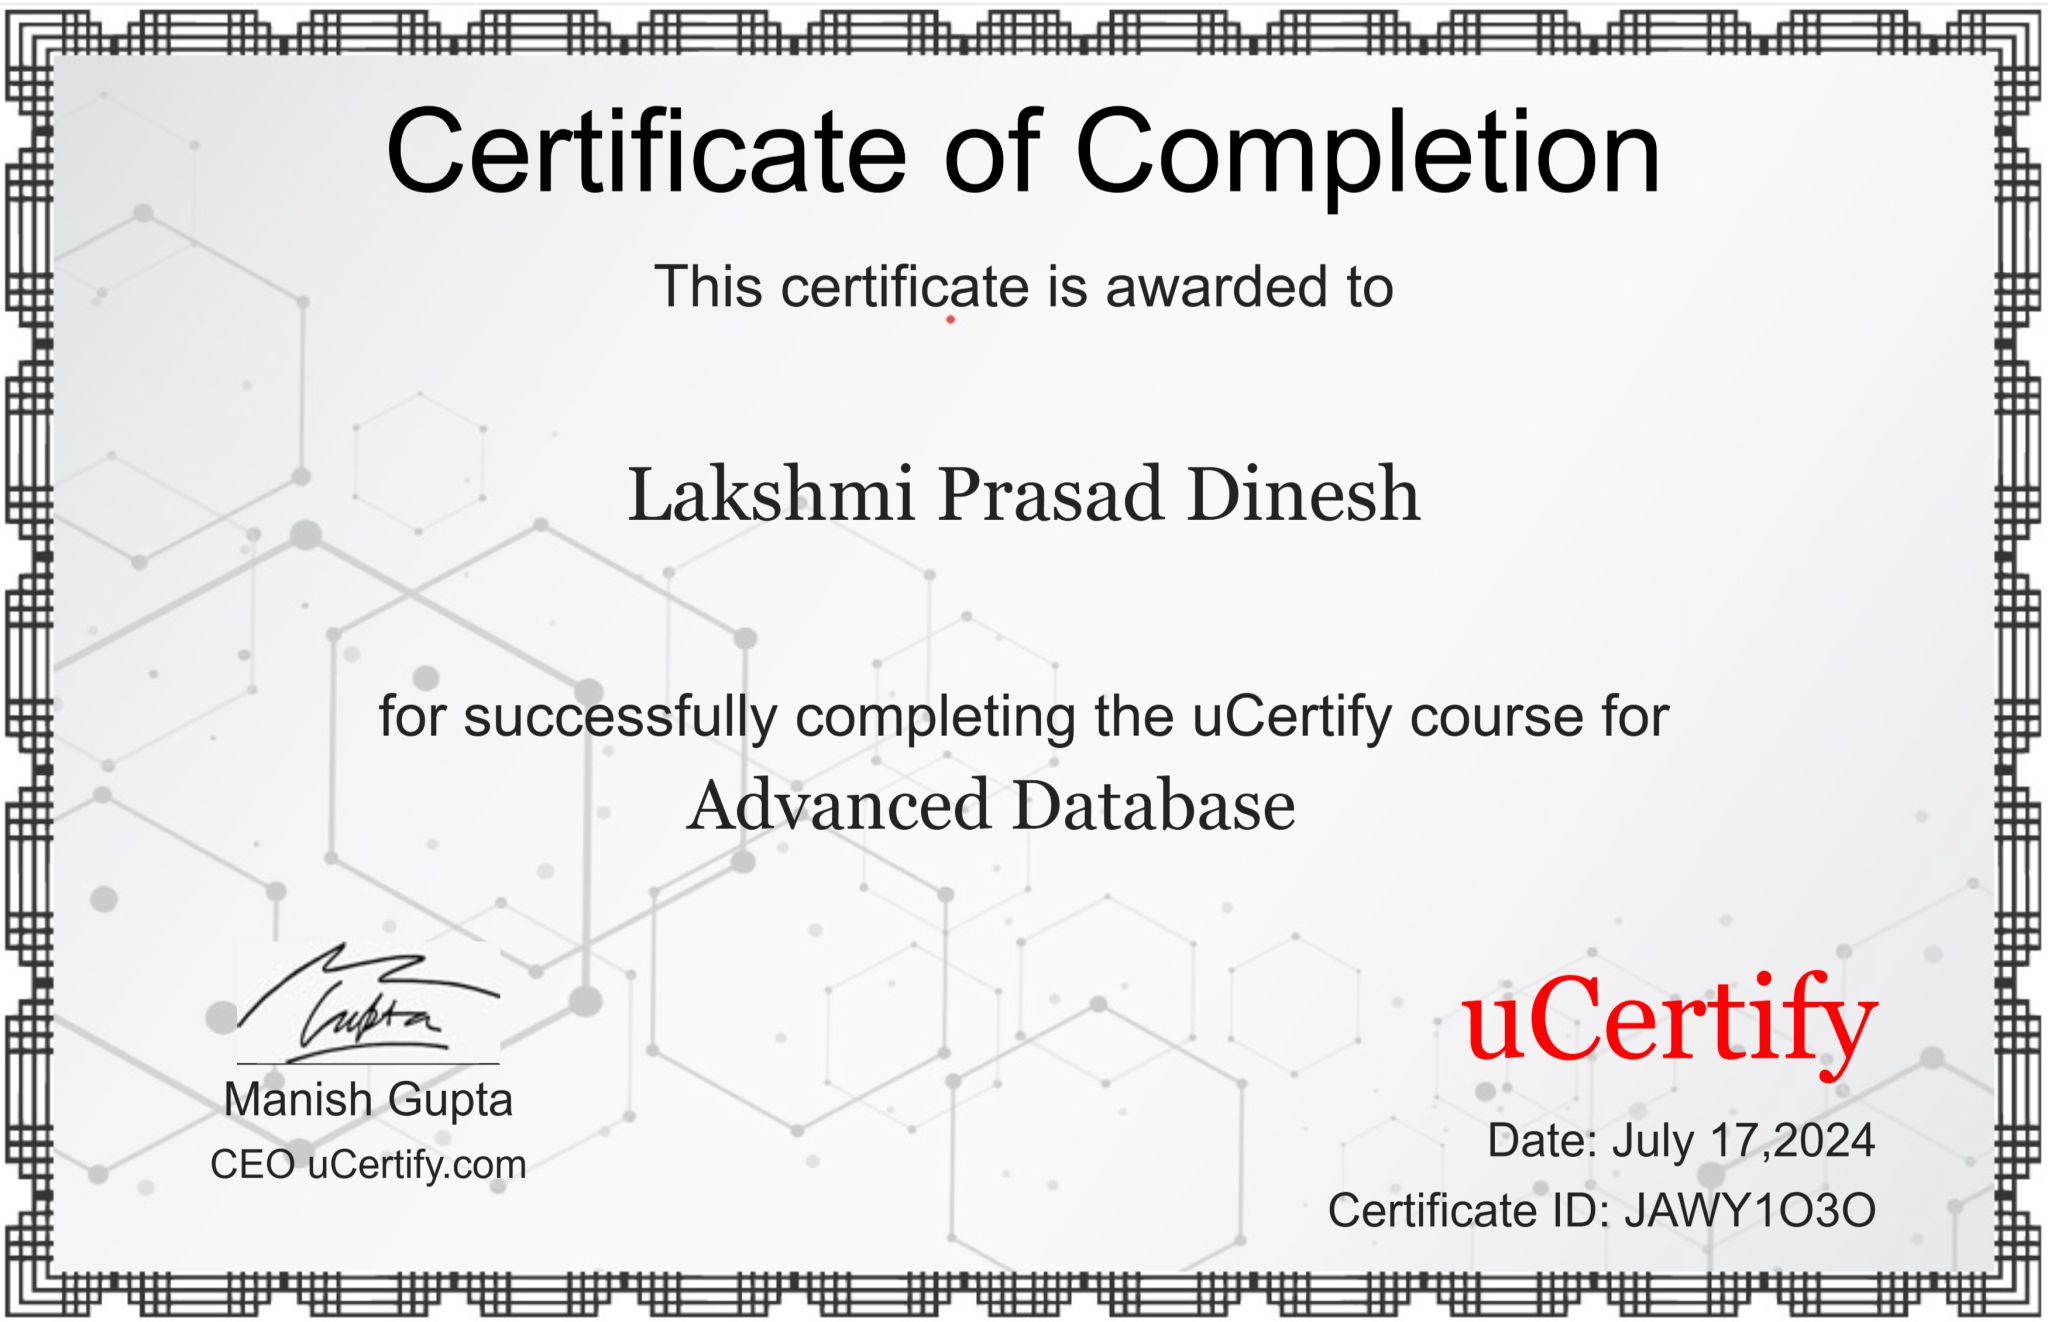 Certificate of Completion
This certificate is awarded to
Lakshmi Prasad Dinesh
for successfully completing the uCertify course for
Advanced Database
Gupta
Manish Gupta
CEO uCertify.com
uCertify
Date: July 17,2024
Certificate ID: JAWY1O3O